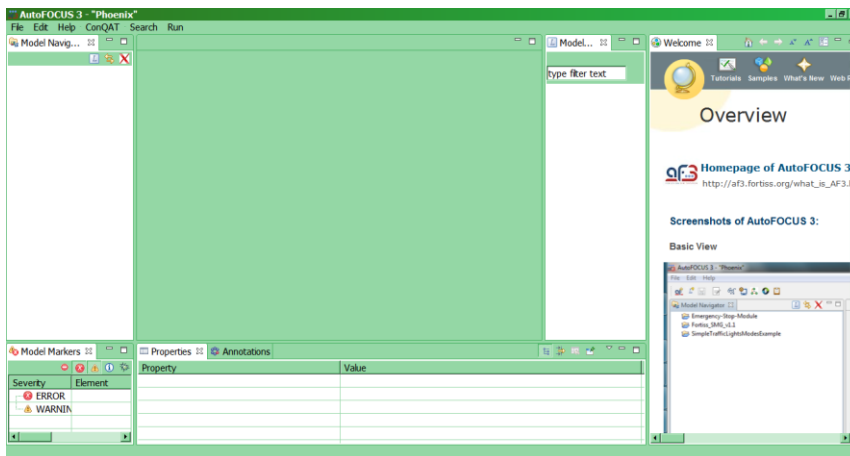 AutoFOCUS 3 - "Phoenix"
File Edit Help ConQAT Search Run
Model Navig...
Model...
type filter text
Welcome
Tutorials Samples What's New Web R
Overview
af3
Homepage of AutoFOCUS 3
http://af3.fortiss.org/what_is_AF3.
Screenshots of AutoFOCUS 3:
Basic View
AutoFOCUS 3 - "Phoenix"
File Edit Help
Model Navigator
Emergency-Stop-Module
Fortiss_SMG_v1.1
SimpleTrafficLightsModesExample
Model Markers
Severity Element
ERROR
WARNIN
Properties Annotations
Property Value